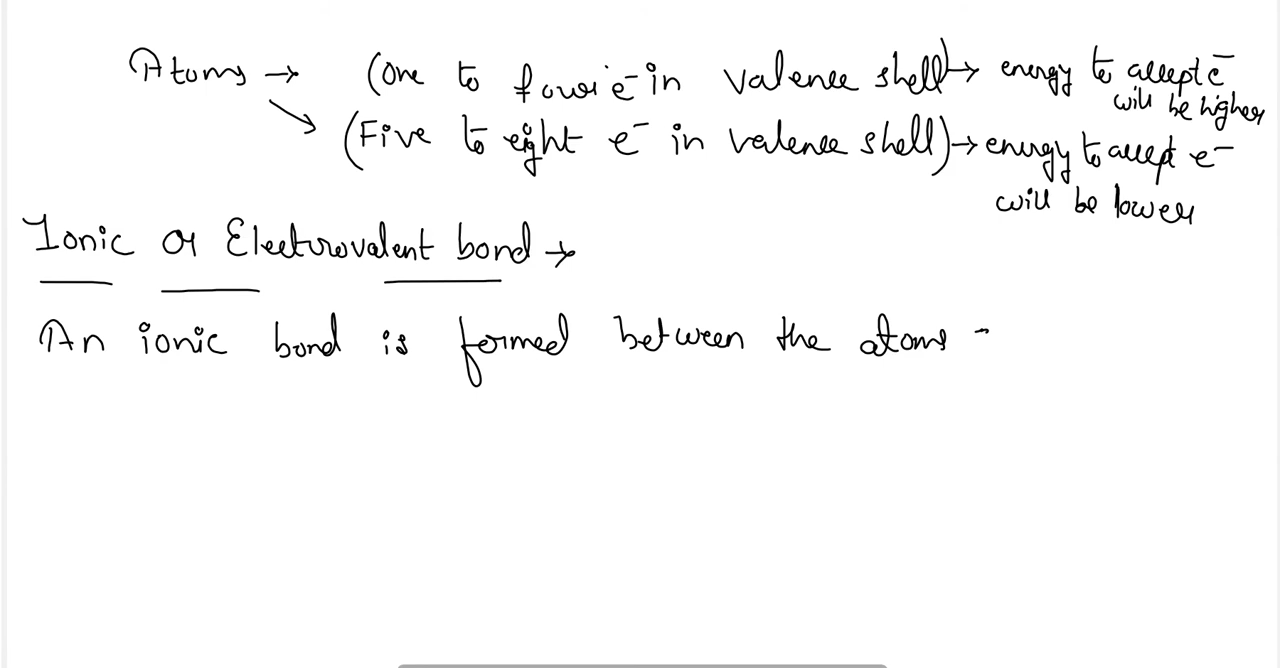 Atoms → (One to four e⁻ in valence shell) → energy to accept e⁻ will be higher
(Five to eight e⁻ in valence shell) → energy to accept e⁻ will be lower
Ionic or Electrovalent bond →
An ionic bond is formed between the atoms -